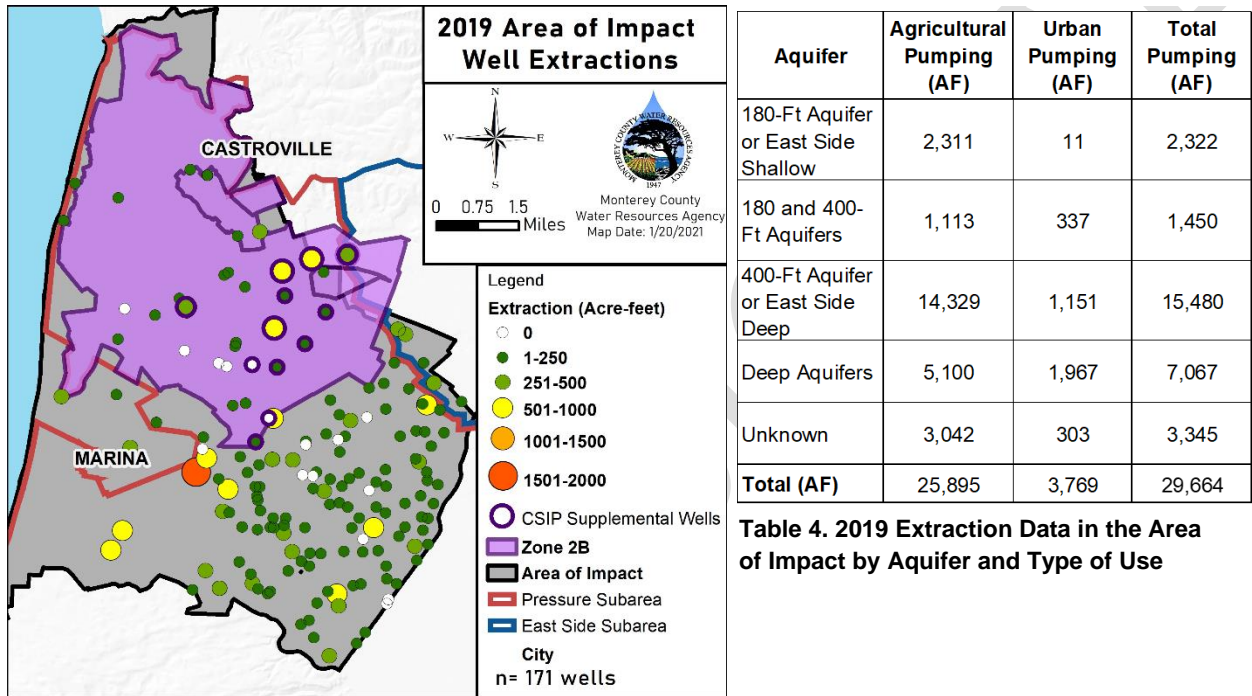 2019 Area of Impact
Well Extractions
N
W E
S
0 0.75 1.5
Miles
MONTEREY COUNTY WATER RESOURCES AGENCY
1947
Monterey County
Water Resources Agency
Map Date: 1/20/2021
CASTROVILLE
MARINA
Legend
Extraction (Acre-feet)
0
1-250
251-500
501-1000
1001-1500
1501-2000
CSIP Supplemental Wells
Zone 2B
Area of Impact
Pressure Subarea
East Side Subarea
City
n= 171 wells
Aquifer Agricultural Pumping (AF) Urban Pumping (AF) Total Pumping (AF)
180-Ft Aquifer or East Side Shallow 2,311 11 2,322
180 and 400-Ft Aquifers 1,113 337 1,450
400-Ft Aquifer or East Side Deep 14,329 1,151 15,480
Deep Aquifers 5,100 1,967 7,067
Unknown 3,042 303 3,345
Total (AF) 25,895 3,769 29,664
Table 4. 2019 Extraction Data in the Area
of Impact by Aquifer and Type of Use